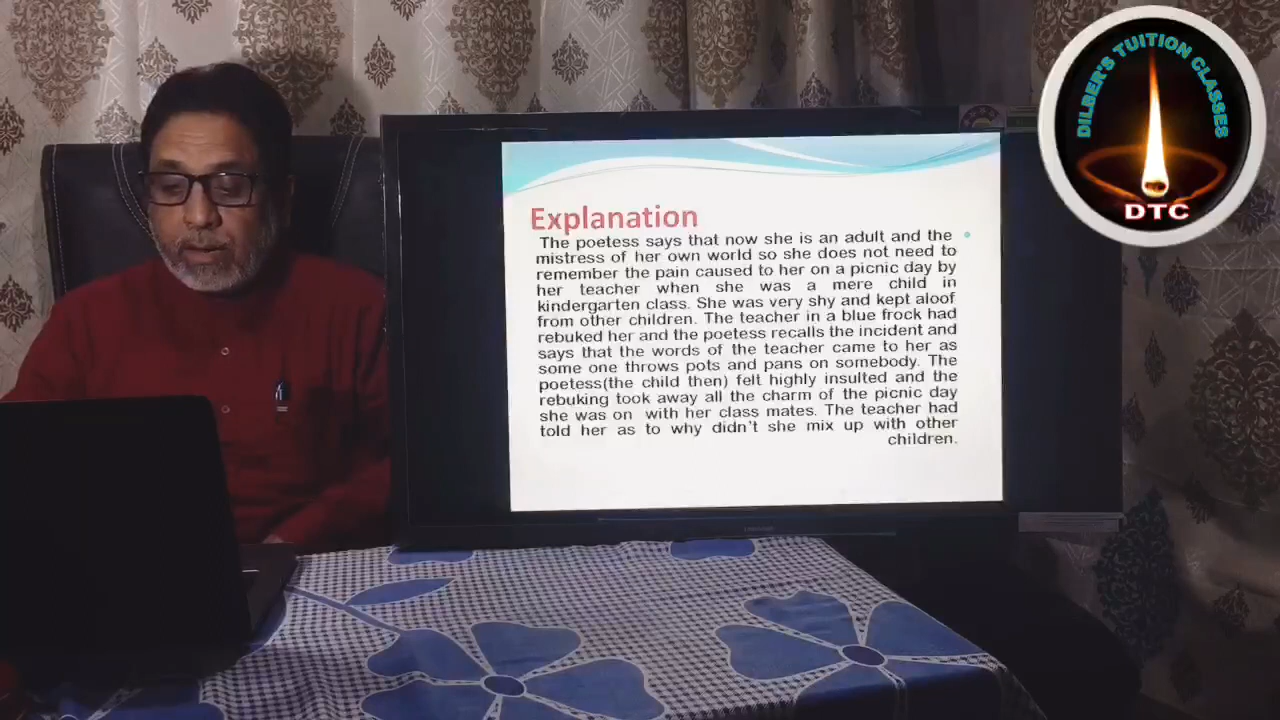 Explanation
The poetess says that now she is an adult and the
mistress of her own world so she does not need to
remember the pain caused to her on a picnic day by
her teacher when she was a mere child in
kindergarten class. She was very shy and kept aloof
from other children. The teacher in a blue frock had
rebuked her and the poetess recalls the incident and
says that the words of the teacher came to her as
some one throws pots and pans on somebody. The
poetess(the child then) felt highly insulted and the
rebuking took away all the charm of the picnic day
she was on with her class mates. The teacher had
told her as to why didn't she mix up with other
children.
DILBER'S TUITION CLASSES
DTC